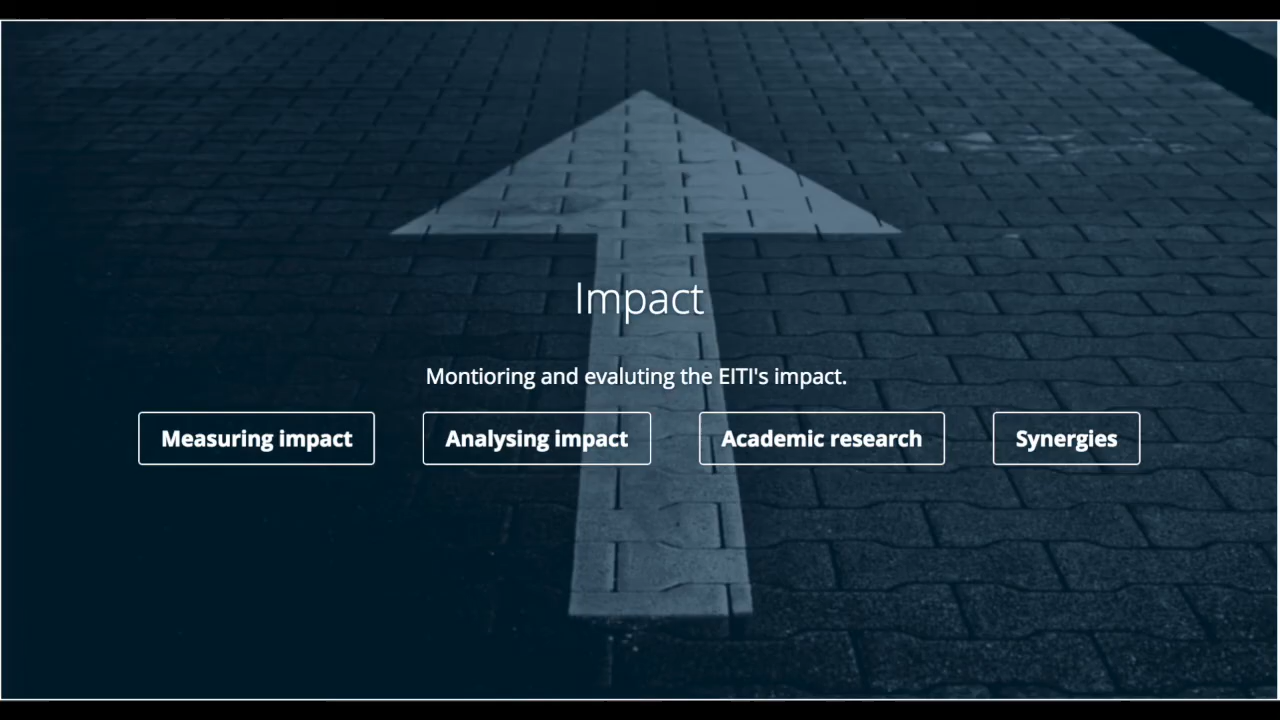 Impact
Montioring and evaluting the EITI's impact.
Measuring impact
Analysing impact
Academic research
Synergies